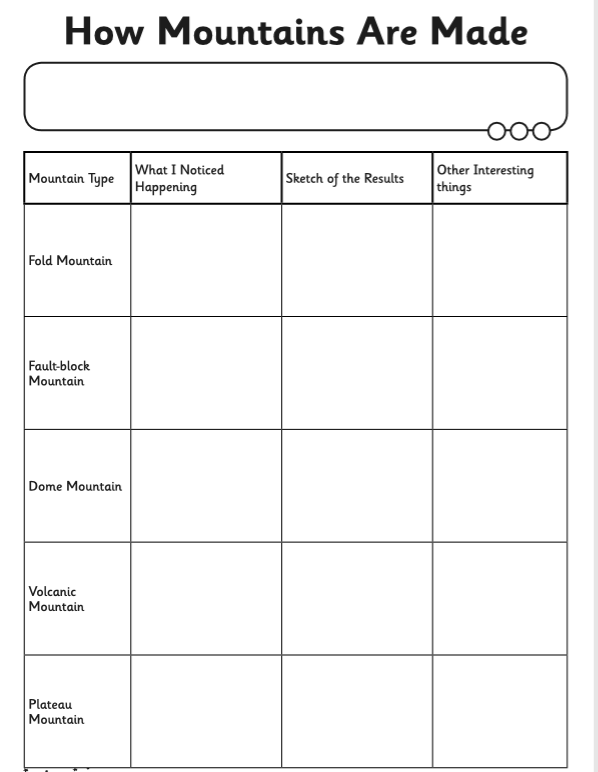 How Mountains Are Made
Mountain Type
What I Noticed
Happening
Sketch of the Results
Other Interesting
things
Fold Mountain
Fault-block
Mountain
Dome Mountain
Volcanic
Mountain
Plateau
Mountain